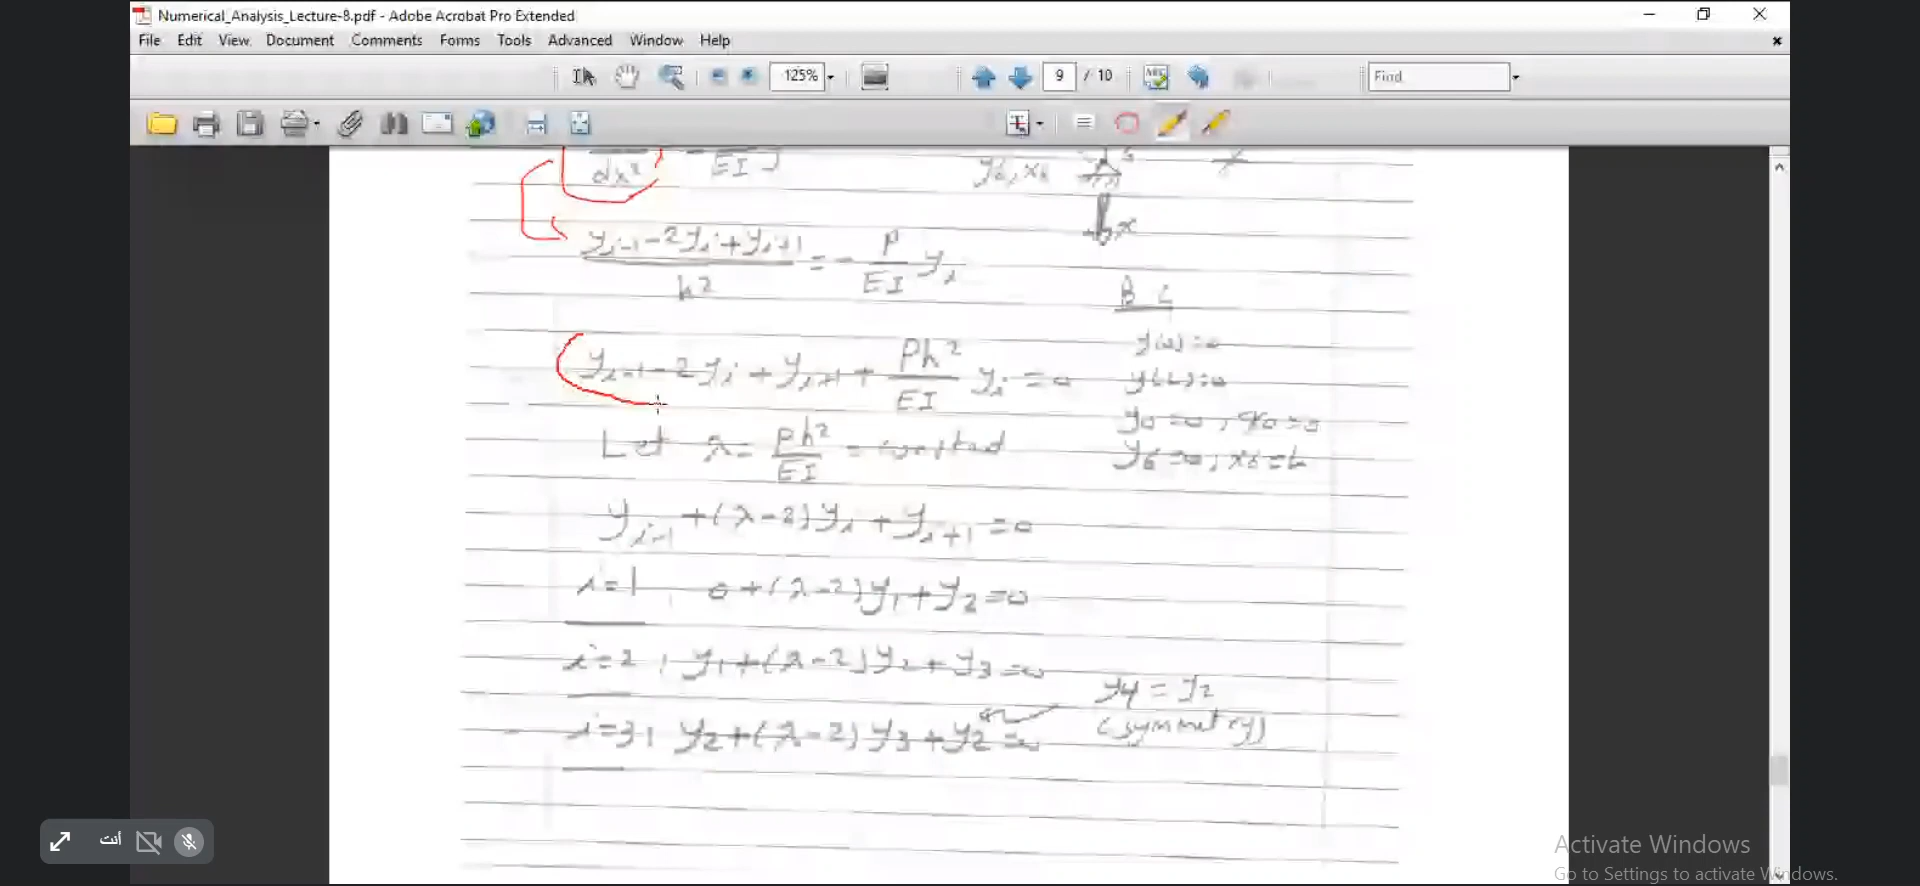 Numerical_Analysis_Lecture-8.pdf - Adobe Acrobat Pro Extended
File Edit View Document Comments Forms Tools Advanced Window Help
125% 9 / 10 Find
dx² EI y
y6, x6
x
(y_{i-1} - 2y_i + y_{i+1}) / h² = - P/EI y_i
B C
y(0)=0
y_{i-1} - 2y_i + y_{i+1} + Ph²/EI y_i = 0
y(L)=0
y0=0, x0=0
Let λ = Ph²/EI = constant
y6=0, x6=L
y_{i-1} + (λ-2)y_i + y_{i+1} = 0
i=1, 0+(λ-2)y1+y2=0
i=2, y1+(λ-2)y2+y3=0
y4 = y2
(symmetry)
i=3, y2+(λ-2)y3+y2=0
أنت
Activate Windows
Go to Settings to activate Windows.